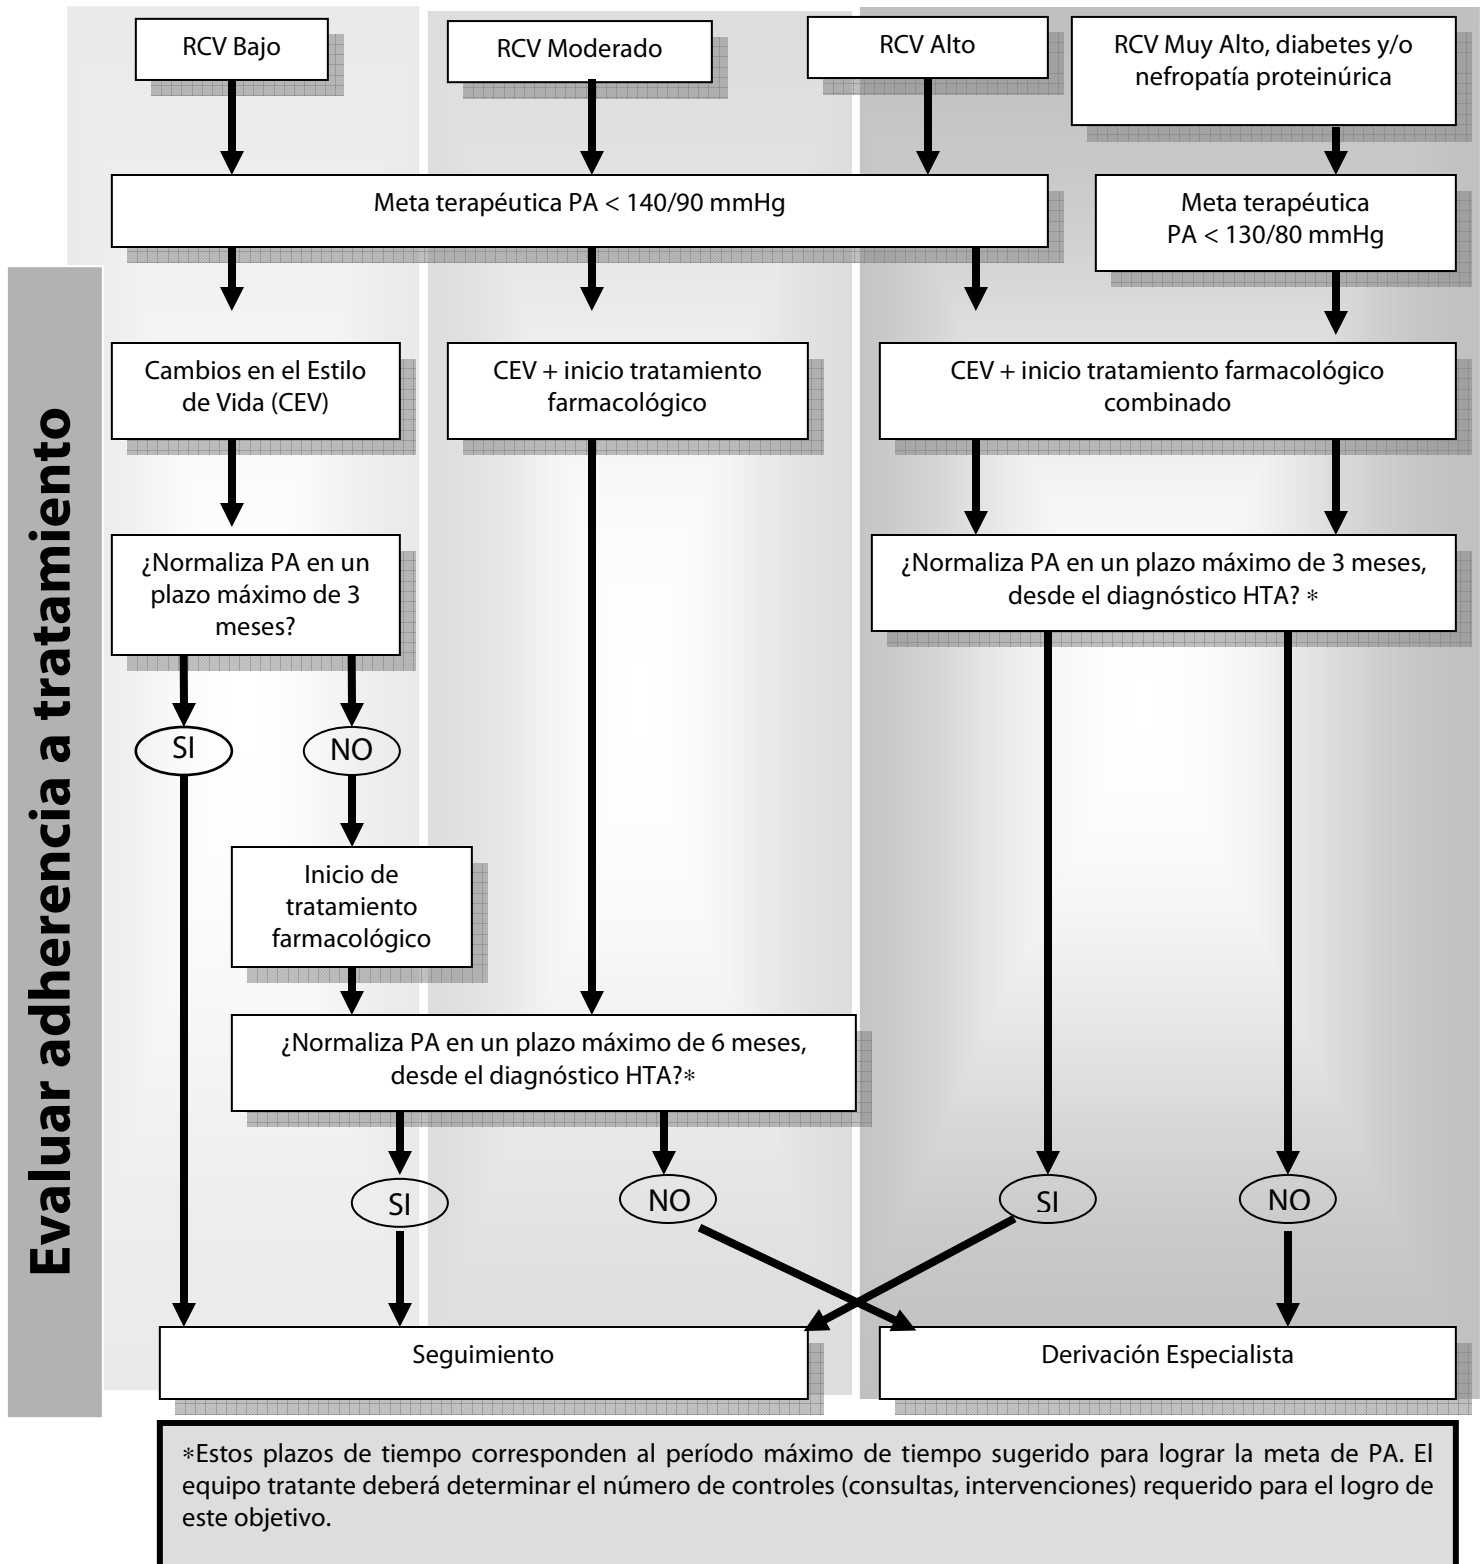 RCV Bajo
RCV Moderado
RCV Alto
RCV Muy Alto, diabetes y/o
nefropatía proteinúrica
Meta terapéutica PA < 140/90 mmHg
Meta terapéutica
PA < 130/80 mmHg
Evaluar adherencia a tratamiento
Cambios en el Estilo
de Vida (CEV)
CEV + inicio tratamiento
farmacológico
CEV + inicio tratamiento farmacológico
combinado
¿Normaliza PA en un
plazo máximo de 3
meses?
¿Normaliza PA en un plazo máximo de 3 meses,
desde el diagnóstico HTA? *
SI
NO
Inicio de
tratamiento
farmacológico
¿Normaliza PA en un plazo máximo de 6 meses,
desde el diagnóstico HTA?*
SI
NO
SI
NO
Seguimiento
Derivación Especialista
*Estos plazos de tiempo corresponden al período máximo de tiempo sugerido para lograr la meta de PA. El
equipo tratante deberá determinar el número de controles (consultas, intervenciones) requerido para el logro de
este objetivo.